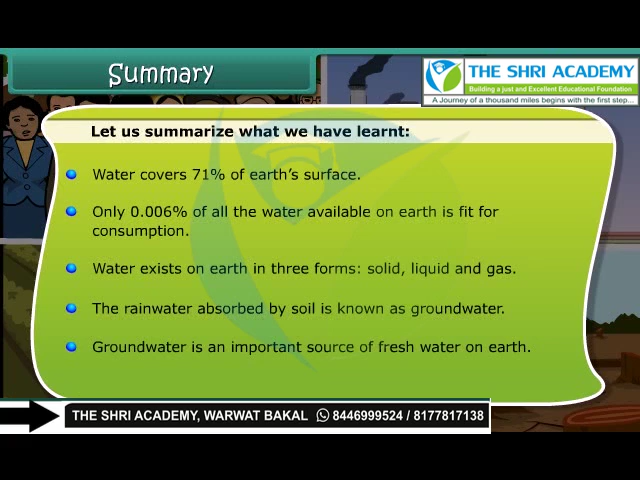 Summary
THE SHRI ACADEMY
Building a just and Excellent Educational Foundation
A Journey of a thousand miles begins with the first step...
Let us summarize what we have learnt:
Water covers 71% of earth’s surface.
Only 0.006% of all the water available on earth is fit for
consumption.
Water exists on earth in three forms: solid, liquid and gas.
The rainwater absorbed by soil is known as groundwater.
Groundwater is an important source of fresh water on earth.
THE SHRI ACADEMY, WARWAT BAKAL 8446999524 / 8177817138